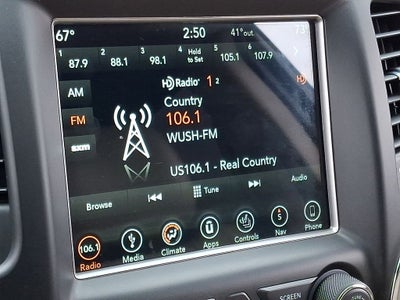 67° 2:50 41°out. 73°
1 87.9 2 88.1 3 98.1 4 Hold to Set 5 105.1 6 107.9
AM
FM
sxm
HD Radio 1 2
HD
Country
106.1
WUSH-FM
US106.1 - Real Country
Browse Tune Audio
106.1
Radio Media Climate Apps Controls Nav Phone